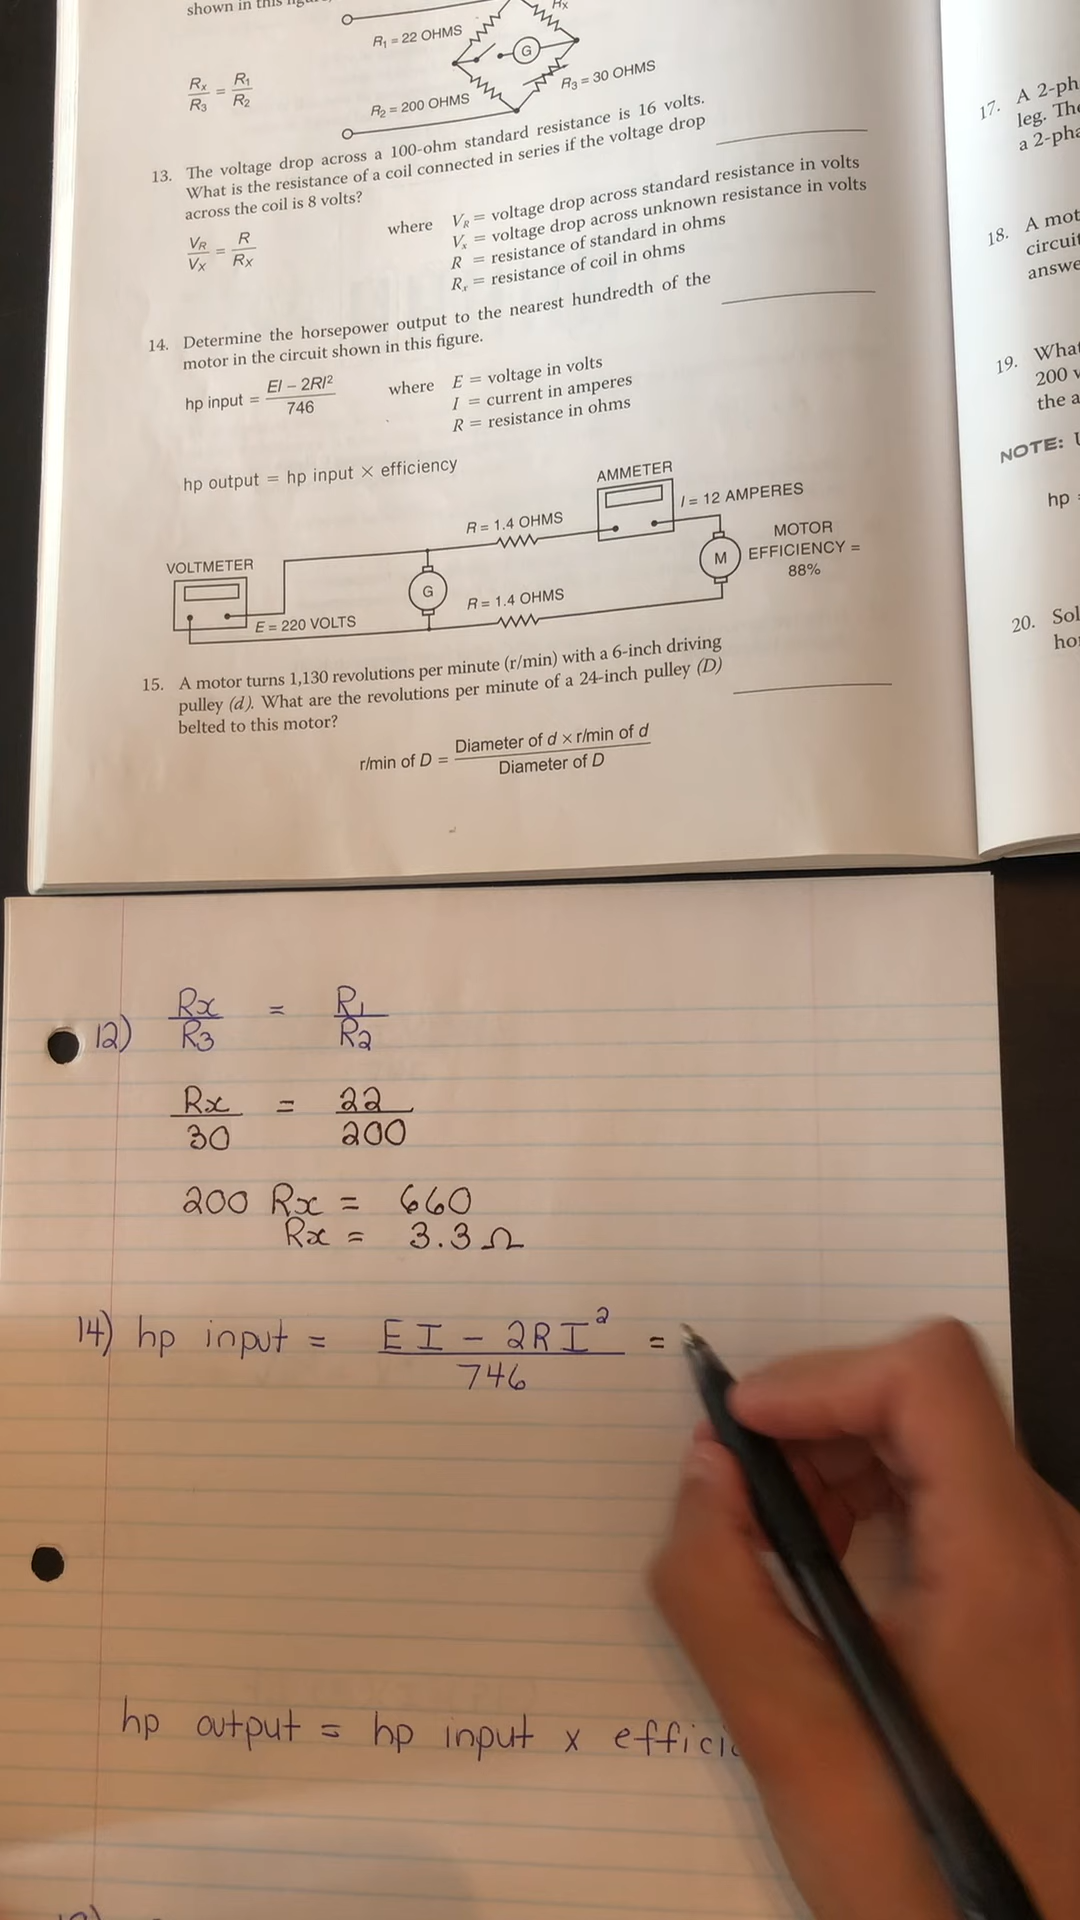 shown in this
R1 = 22 OHMS
Rx
G
Rx/R3 = R1/R2
R2 = 200 OHMS
R3 = 30 OHMS
13. The voltage drop across a 100-ohm standard resistance is 16 volts.
What is the resistance of a coil connected in series if the voltage drop
across the coil is 8 volts?
VR/VX = R/RX
where VR = voltage drop across standard resistance in volts
Vx = voltage drop across unknown resistance in volts
R = resistance of standard in ohms
Rx = resistance of coil in ohms
14. Determine the horsepower output to the nearest hundredth of the
motor in the circuit shown in this figure.
hp input = EI – 2RI²/746
where E = voltage in volts
I = current in amperes
R = resistance in ohms
hp output = hp input × efficiency
AMMETER
I = 12 AMPERES
R = 1.4 OHMS
MOTOR
EFFICIENCY =
88%
M
VOLTMETER
G
R = 1.4 OHMS
E = 220 VOLTS
15. A motor turns 1,130 revolutions per minute (r/min) with a 6-inch driving
pulley (d). What are the revolutions per minute of a 24-inch pulley (D)
belted to this motor?
r/min of D = Diameter of d × r/min of d/Diameter of D
17. A 2-ph
leg. The
a 2-pha
18. A mot
circuit
answe
19. What
200 v
the a
NOTE: U
hp =
20. Sol
ho
12) Rx/R3 = R1/R2
Rx/30 = 22/200
200 Rx = 660
Rx = 3.3 Ω
14) hp input = EI - 2RI²/746 =
hp output = hp input x effici